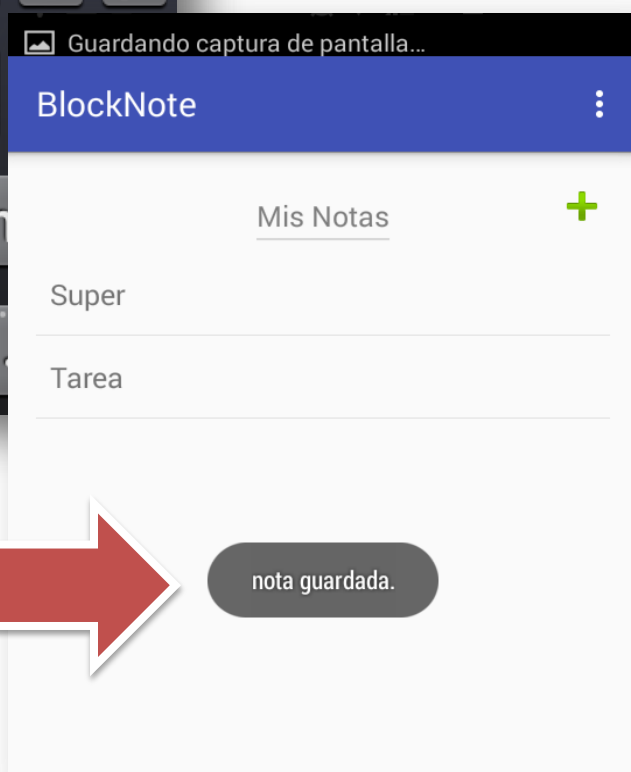 Guardando captura de pantalla...
BlockNote
Mis Notas
Super
Tarea
nota guardada.